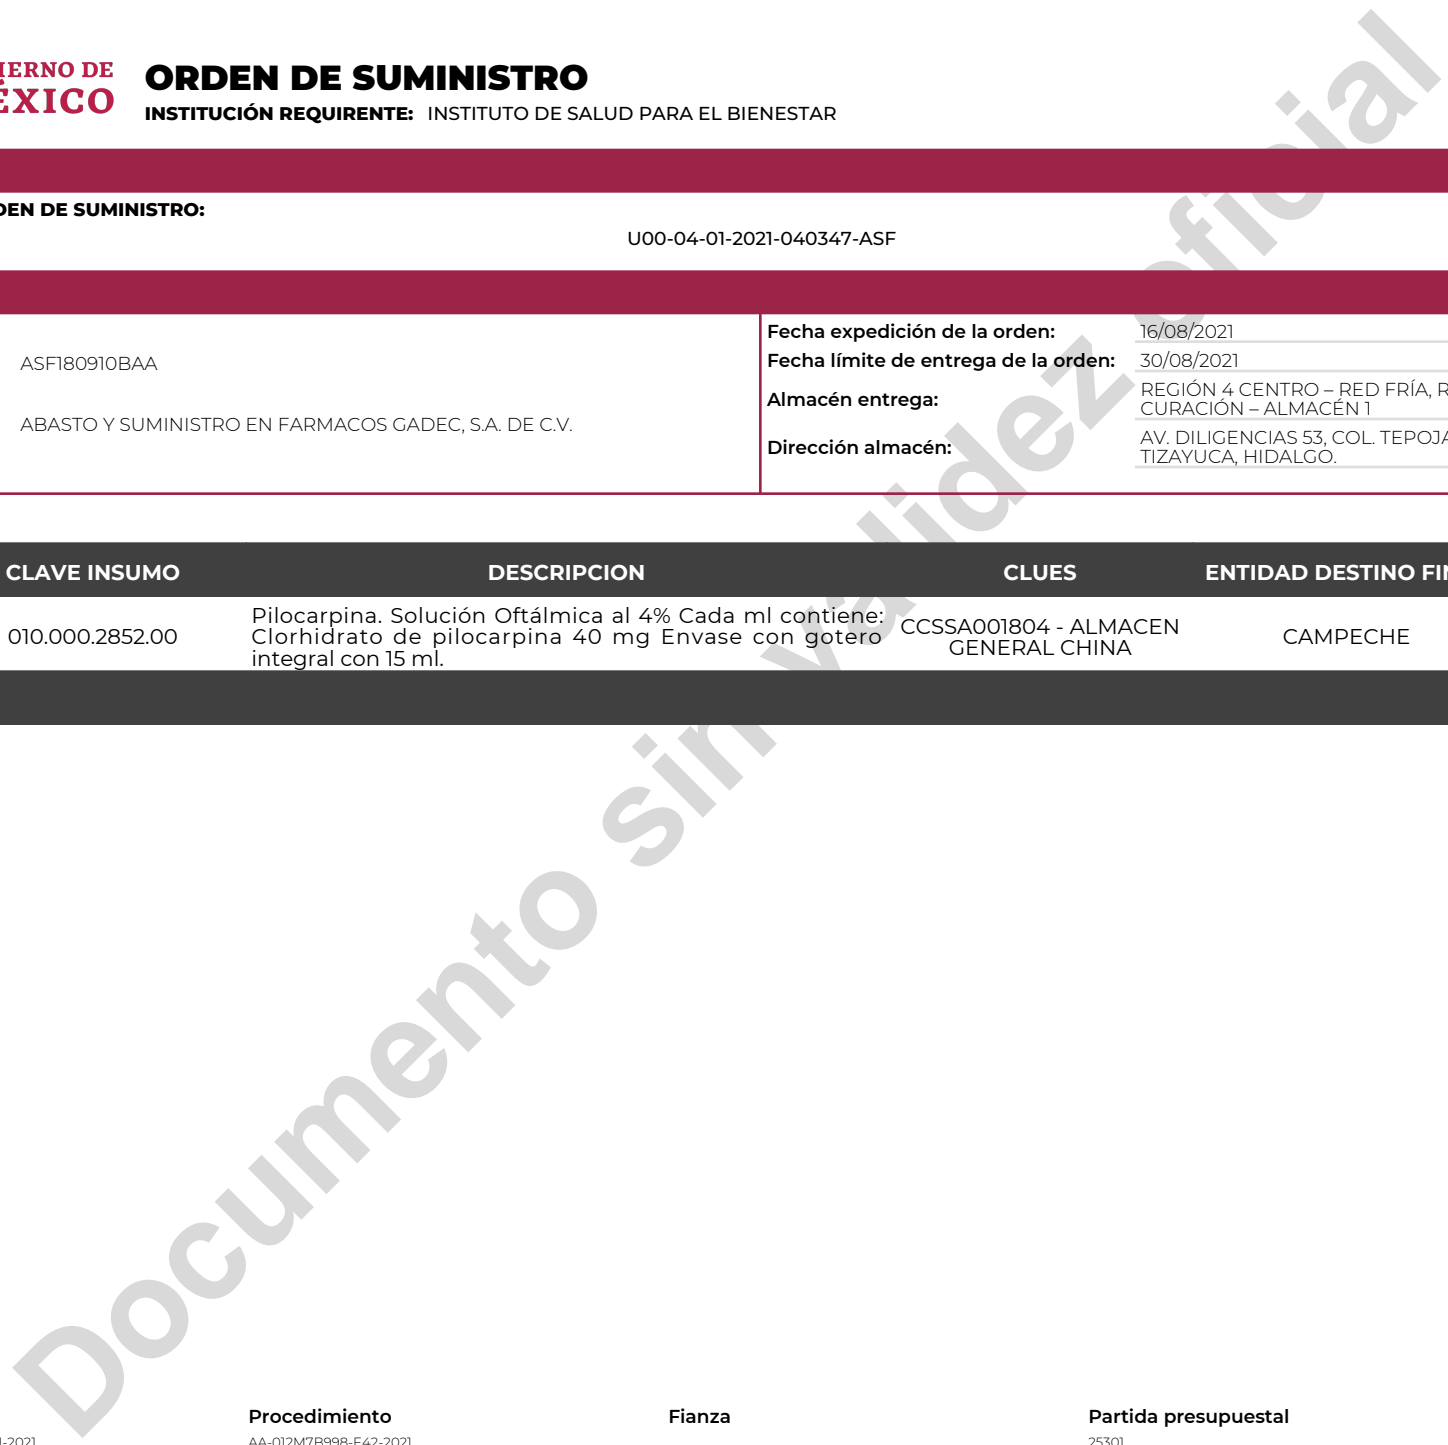 ORDEN DE SUMINISTRO
DE
INSTITUCIÓN REQUIRENTE: INSTITUTO DE SALUD PARA EL BIENESTAR
DE SUMINISTRO:
U00-04-01-2021-040347-ASF
ASF180910BAA
ABASTO Y SUMINISTRO EN FARMACOS GADEC, S.A. DE C.V.
Fecha expedición de la orden: 16/08/2021
Fecha límite de entrega de la orden: 30/08/2021
Almacén entrega:
REGIÓN 4 CENTRO – RED FRÍA,
CURACIÓN – ALMACÉN 1
Dirección almacén:
AV. DILIGENCIAS 53, COL.
TIZAYUCA, HIDALGO.
CLAVE INSUMO DESCRIPCION CLUES ENTIDAD DESTINO
010.000.2852.00
Pilocarpina. Solución Oftálmica al 4% Cada ml contiene:
Clorhidrato de pilocarpina 40 mg Envase con gotero
integral con 15 ml.
CCSSA001804 - ALMACEN
GENERAL CHINA
CAMPECHE
Documento sin validez oficial
Procedimiento Fianza Partida presupuestal
AA-012M7B998-E42-2021 25301